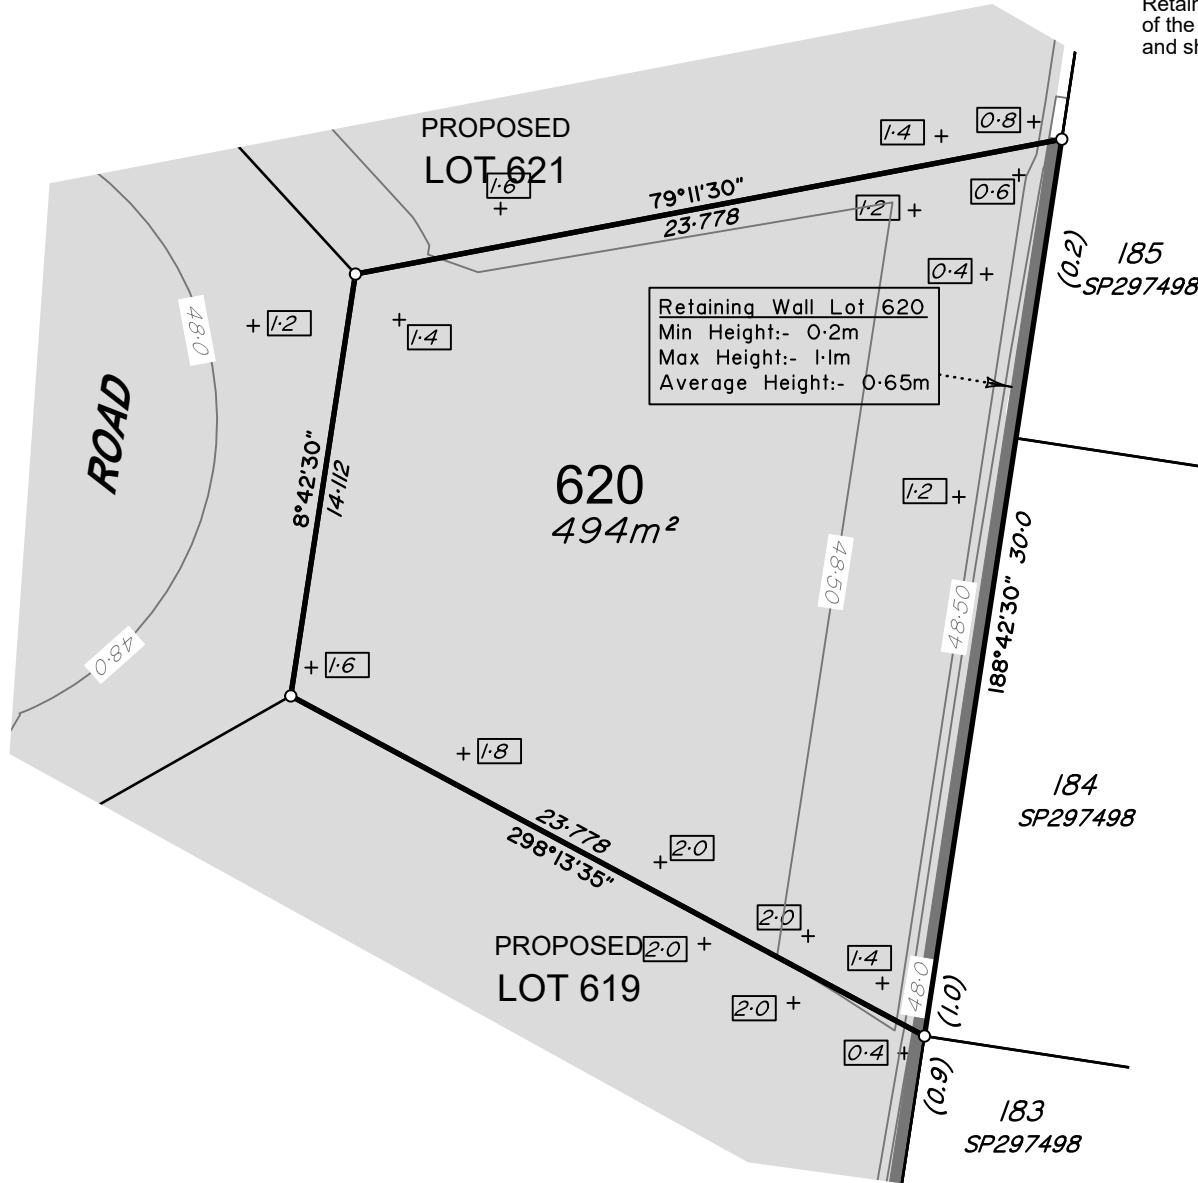 Retain
of the
and sh
PROPOSED
LOT 621
1·6
1·4
0·8
79°11'30"
23·778
1·2
0·6
0·4
(0.2)
185
SP297498
48·0
1·2
1·4
Retaining Wall Lot 620
Min Height:- 0·2m
Max Height:- 1·1m
Average Height:- 0·65m
ROAD
8°42'30"
14·112
620
494m²
1·2
48·50
48·50
188°42'30" 30·0
48·0
1·6
1·8
23·778
298°13'35"
2·0
184
SP297498
PROPOSED
LOT 619
2·0
2·0
2·0
1·4
48·0
(1.0)
0·4
(0.9)
183
SP297498